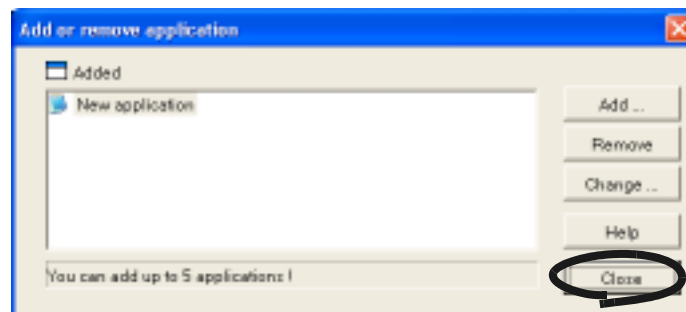 Add or remove application
Added
New application
Add ...
Remove
Change ...
Help
You can add up to 5 applications !
Close